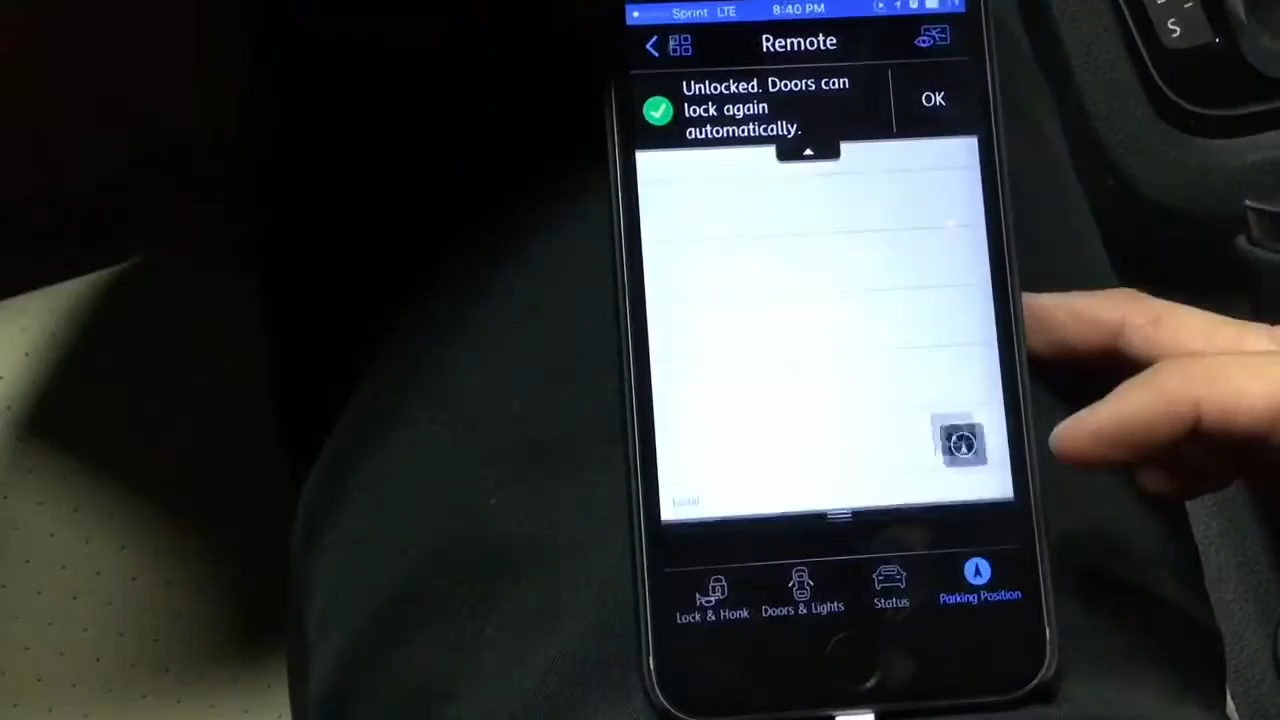 Sprint LTE 8:40 PM
Remote
Unlocked. Doors can
lock again
automatically.
OK
Legal
Lock & Honk
Doors & Lights
Status
Parking Position
S